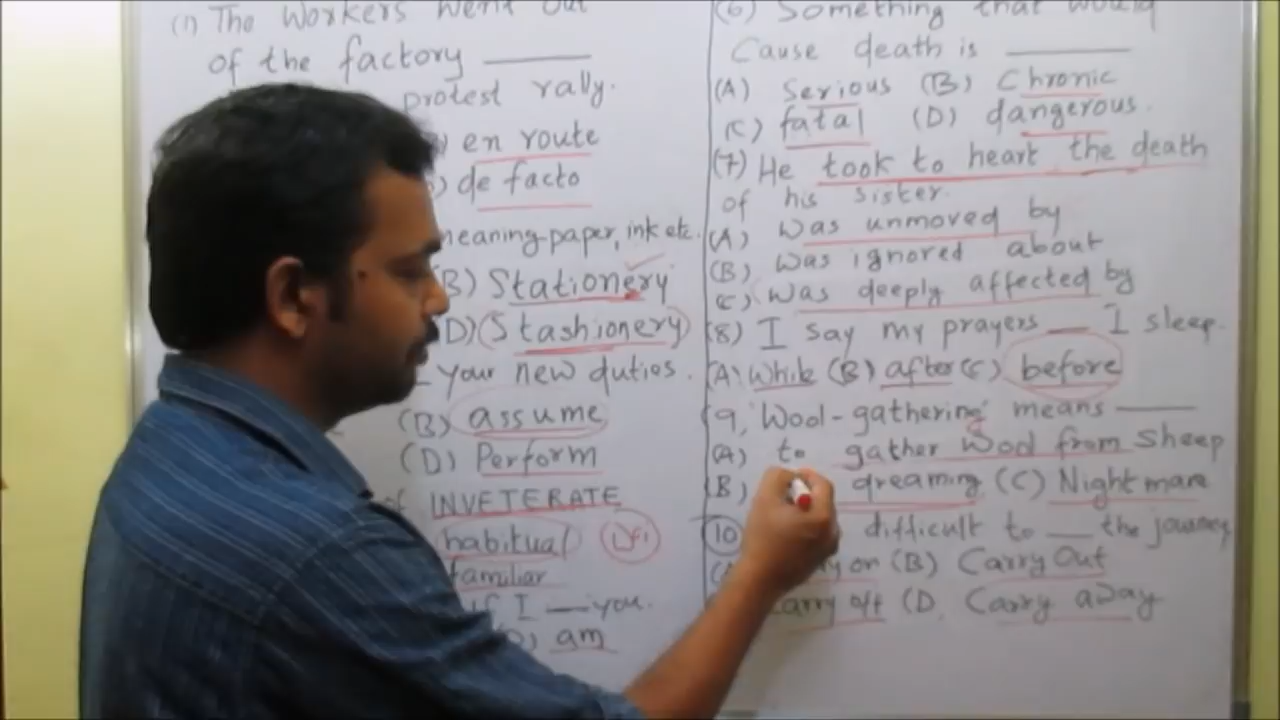 (1) The Workers went out
of the factory ______
protest rally.
) en route
) de facto
meaning-paper, ink etc.
(B) Stationery
(D) (Stashionery)
your new duties.
(B) assume
(D) Perform
of INVETERATE
habitual
familiar
if I ___ you.
) am
(6) Something that would
Cause death is ______
(A) Serious (B) Chronic
(C) fatal (D) dangerous.
(7) He took to heart the death
of his sister.
(A) Was unmoved by
(B) Was ignored about
(C) Was deeply affected by
(8) I say my prayers ___ I sleep.
(A) While (B) after (C) before
(9, 'Wool-gathering' means ____
(A) to gather Wood from Sheep
(B) dreaming (C) Nightmare
10 difficult to ___ the journey
on (B) Carry Out
Carry off (D. Carry away